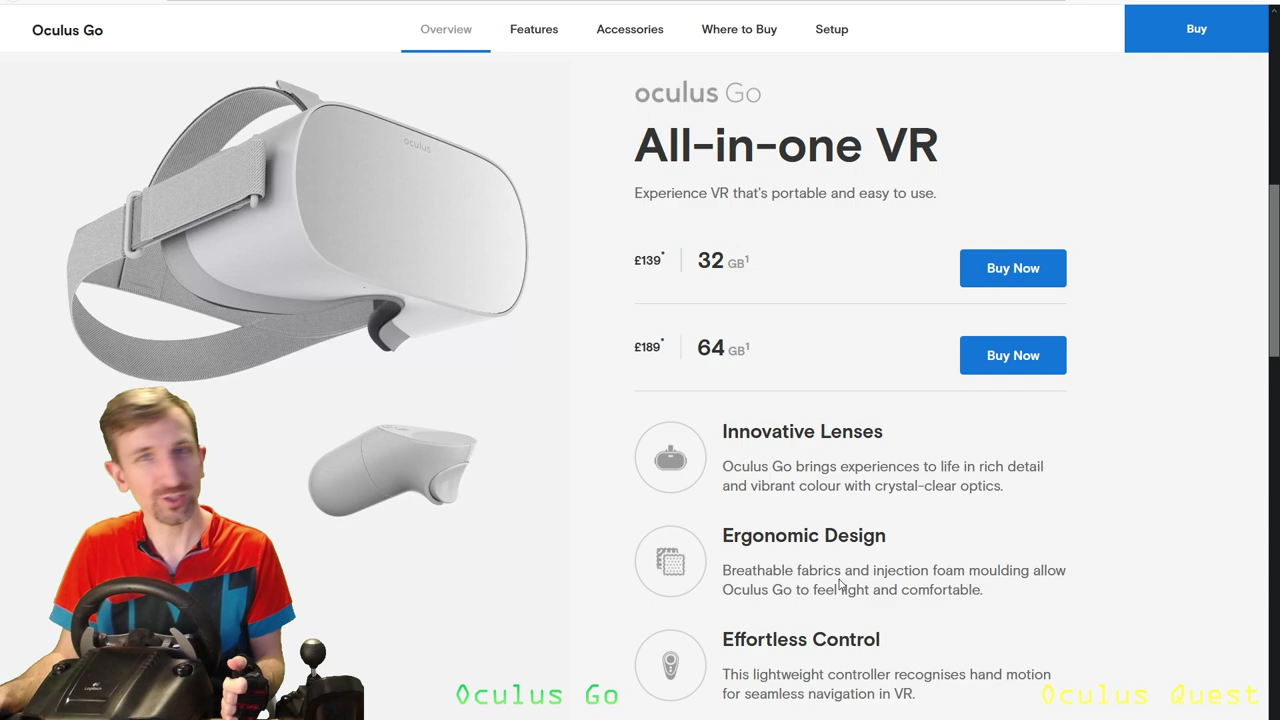 Oculus Go
Overview
Features
Accessories
Where to Buy
Setup
Buy
oculus
oculus Go
All-in-one VR
Experience VR that's portable and easy to use.
£139* 32 GB¹
Buy Now
£189* 64 GB¹
Buy Now
Innovative Lenses
Oculus Go brings experiences to life in rich detail
and vibrant colour with crystal-clear optics.
Ergonomic Design
Breathable fabrics and injection foam moulding allow
Oculus Go to feel light and comfortable.
Effortless Control
This lightweight controller recognises hand motion
for seamless navigation in VR.
Logitech
Oculus Go
Oculus Quest